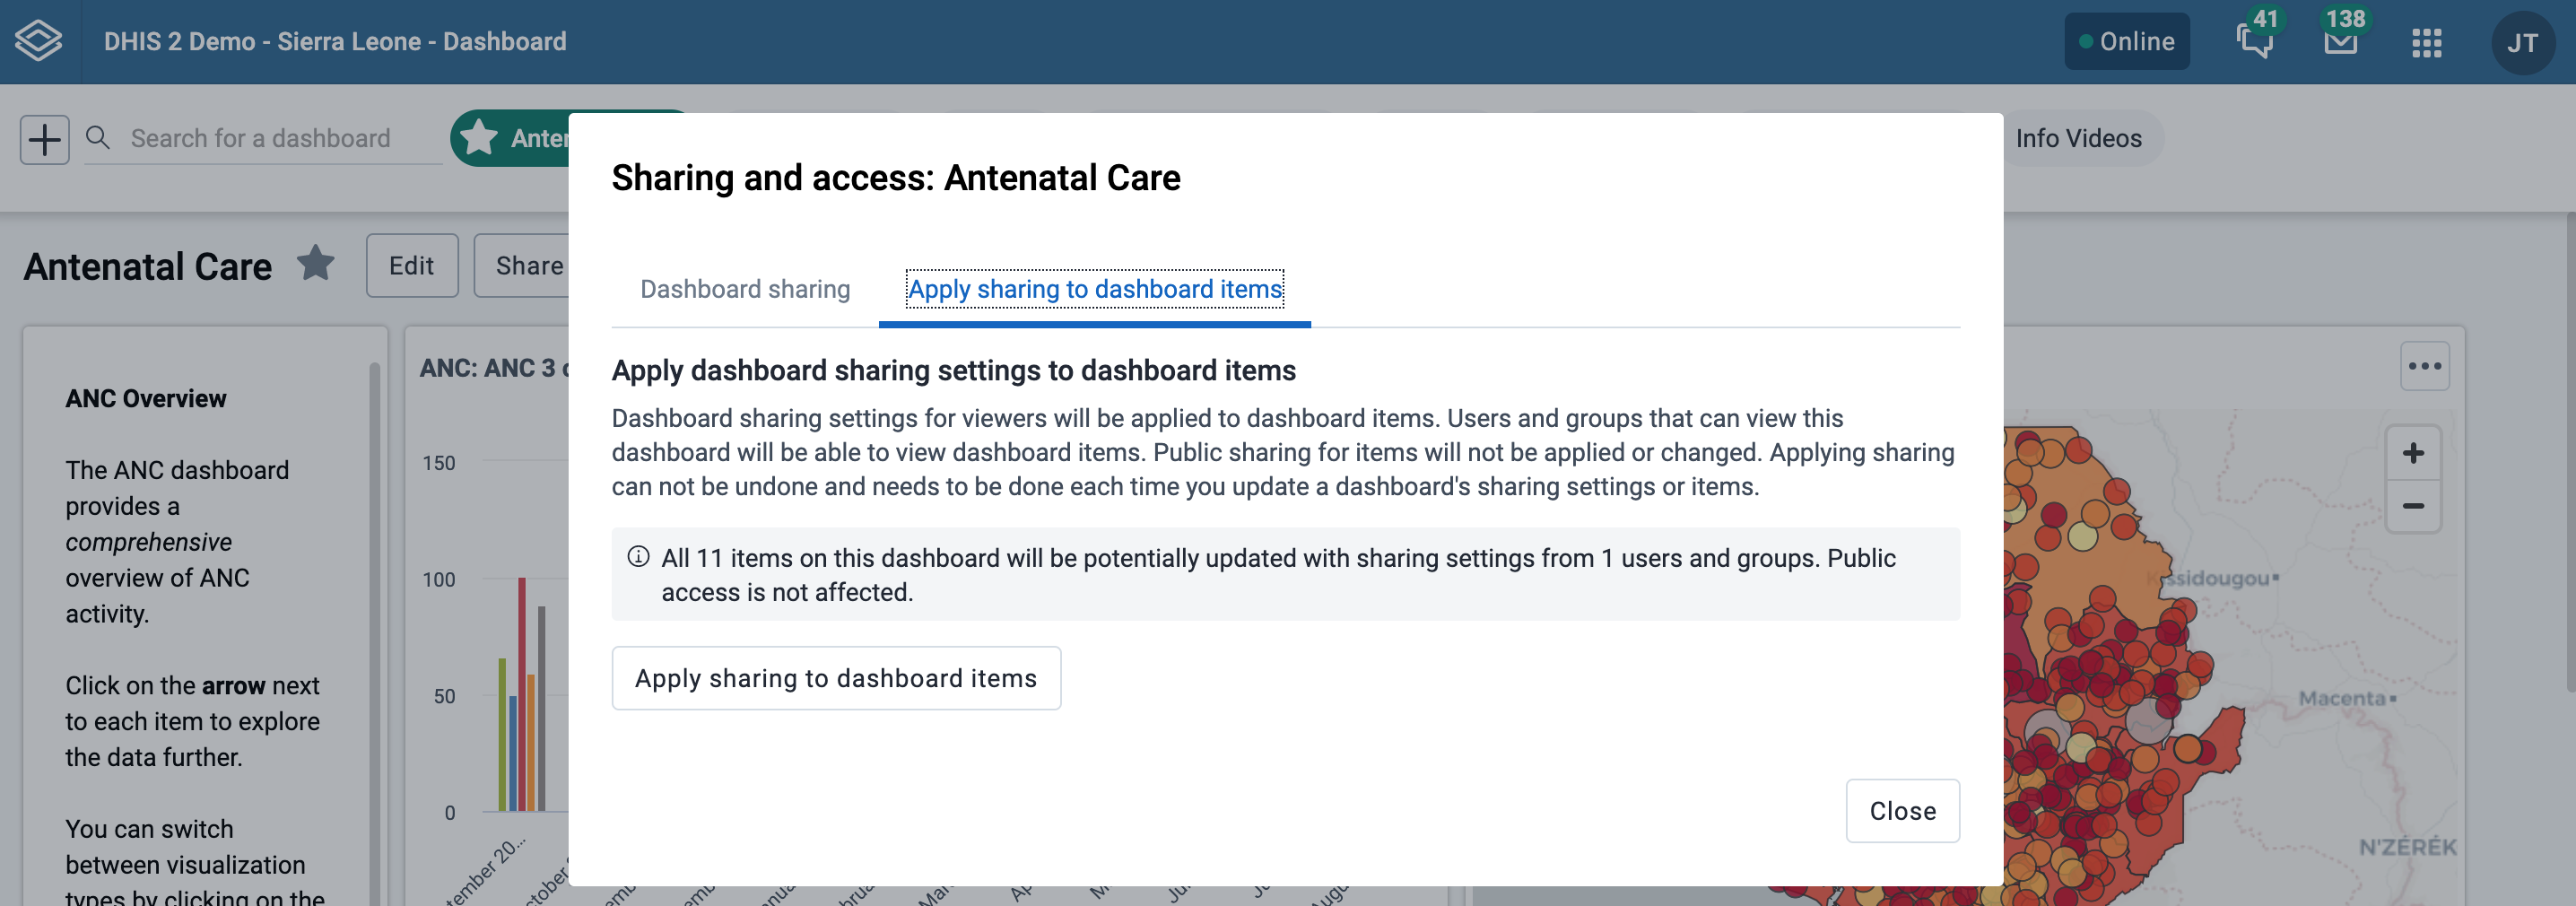 DHIS 2 Demo - Sierra Leone - Dashboard
Online
41
138
JT
Search for a dashboard
Info Videos
Antenatal Care
Edit
Share
Sharing and access: Antenatal Care
Dashboard sharing
Apply sharing to dashboard items
Apply dashboard sharing settings to dashboard items
Dashboard sharing settings for viewers will be applied to dashboard items. Users and groups that can view this
dashboard will be able to view dashboard items. Public sharing for items will not be applied or changed. Applying sharing
can not be undone and needs to be done each time you update a dashboard's sharing settings or items.
All 11 items on this dashboard will be potentially updated with sharing settings from 1 users and groups. Public
access is not affected.
Apply sharing to dashboard items
Close
ANC Overview
The ANC dashboard
provides a
comprehensive
overview of ANC
activity.
Click on the arrow next
to each item to explore
the data further.
You can switch
between visualization
types by clicking on the
ANC: ANC 3
150
100
50
0
Macenta